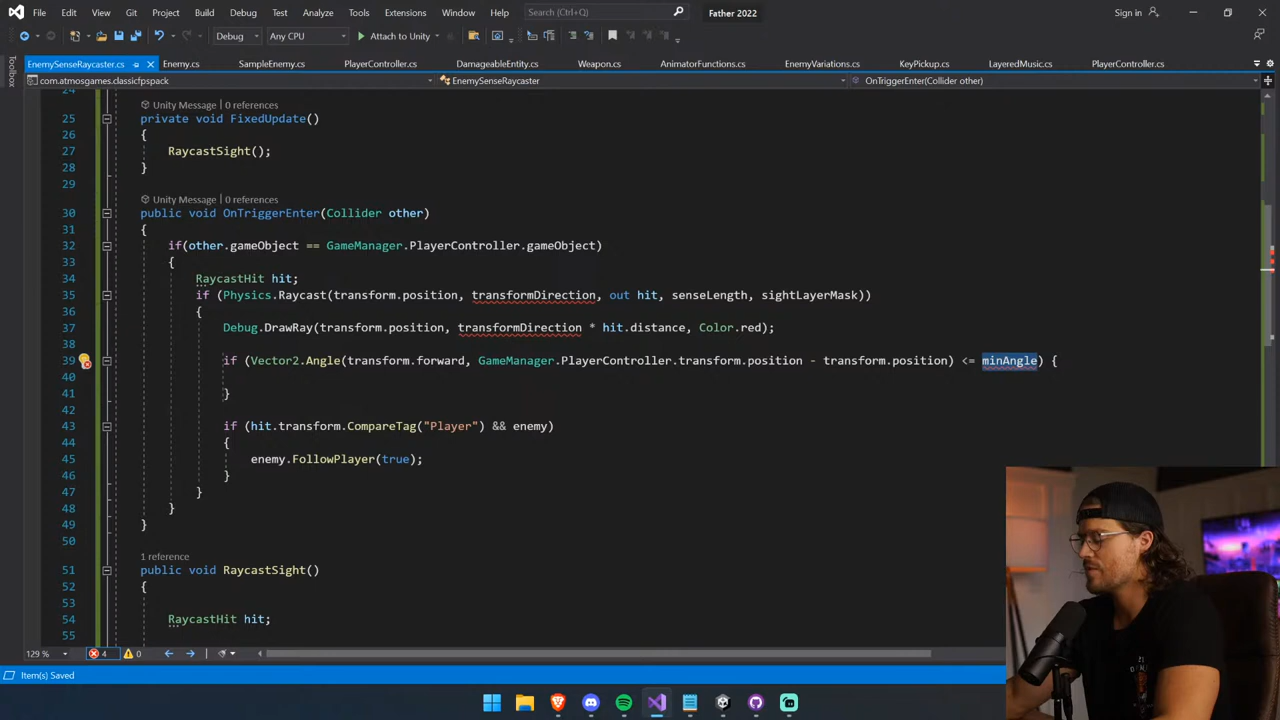 File Edit View Git Project Build Debug Test Analyze Tools Extensions Window Help Search (Ctrl+Q) Father 2022 Sign in
Debug Any CPU Attach to Unity
EnemySenseRaycaster.cs Enemy.cs SampleEnemy.cs PlayerController.cs DamageableEntity.cs Weapon.cs AnimatorFunctions.cs EnemyVariations.cs KeyPickup.cs LayeredMusic.cs PlayerController.cs
Toolbox
com.atmosgames.classicfpspack EnemySenseRaycaster OnTriggerEnter(Collider other)
24
Unity Message | 0 references
25 private void FixedUpdate()
26 {
27 RaycastSight();
28 }
29
Unity Message | 0 references
30 public void OnTriggerEnter(Collider other)
31 {
32 if(other.gameObject == GameManager.PlayerController.gameObject)
33 {
34 RaycastHit hit;
35 if (Physics.Raycast(transform.position, transformDirection, out hit, senseLength, sightLayerMask))
36 {
37 Debug.DrawRay(transform.position, transformDirection * hit.distance, Color.red);
38
39 if (Vector2.Angle(transform.forward, GameManager.PlayerController.transform.position - transform.position) <= minAngle) {
40
41 }
42
43 if (hit.transform.CompareTag("Player") && enemy)
44 {
45 enemy.FollowPlayer(true);
46 }
47 }
48 }
49 }
50
1 reference
51 public void RaycastSight()
52 {
53
54 RaycastHit hit;
55
129 % 4 0
Item(s) Saved